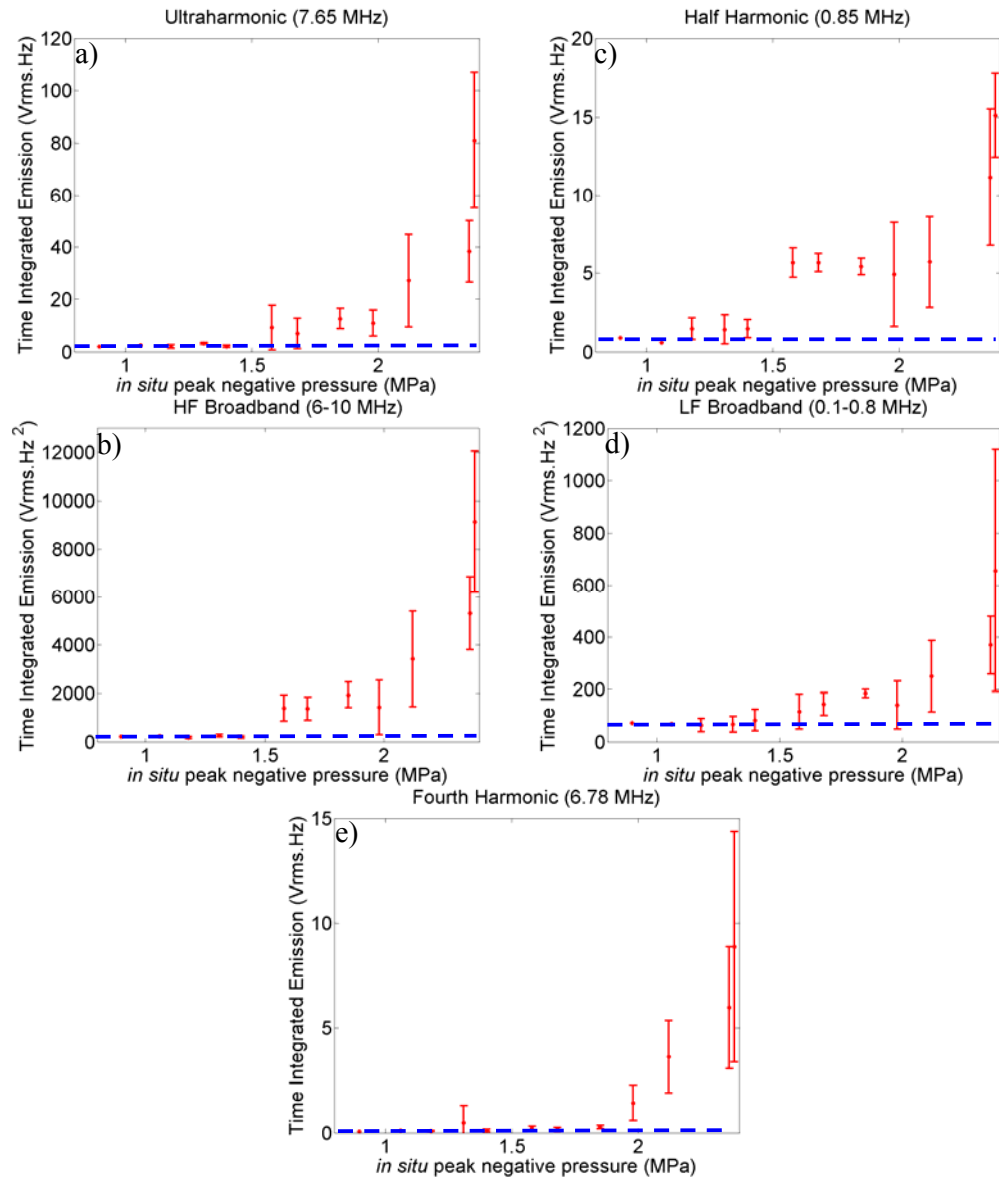 Ultraharmonic (7.65 MHz)
a)
Time Integrated Emission (Vrms.Hz)
120
100
80
60
40
20
0
1 1.5 2
in situ peak negative pressure (MPa)
Half Harmonic (0.85 MHz)
c)
Time Integrated Emission (Vrms.Hz)
20
15
10
5
0
1 1.5 2
in situ peak negative pressure (MPa)
HF Broadband (6-10 MHz)
b)
Time Integrated Emission (Vrms.Hz ²)
12000
10000
8000
6000
4000
2000
0
1 1.5 2
in situ peak negative pressure (MPa)
LF Broadband (0.1-0.8 MHz)
d)
Time Integrated Emission (Vrms.Hz ²)
1200
1000
800
600
400
200
0
1 1.5 2
in situ peak negative pressure (MPa)
Fourth Harmonic (6.78 MHz)
e)
Time Integrated Emission (Vrms.Hz)
15
10
5
0
1 1.5 2
in situ peak negative pressure (MPa)